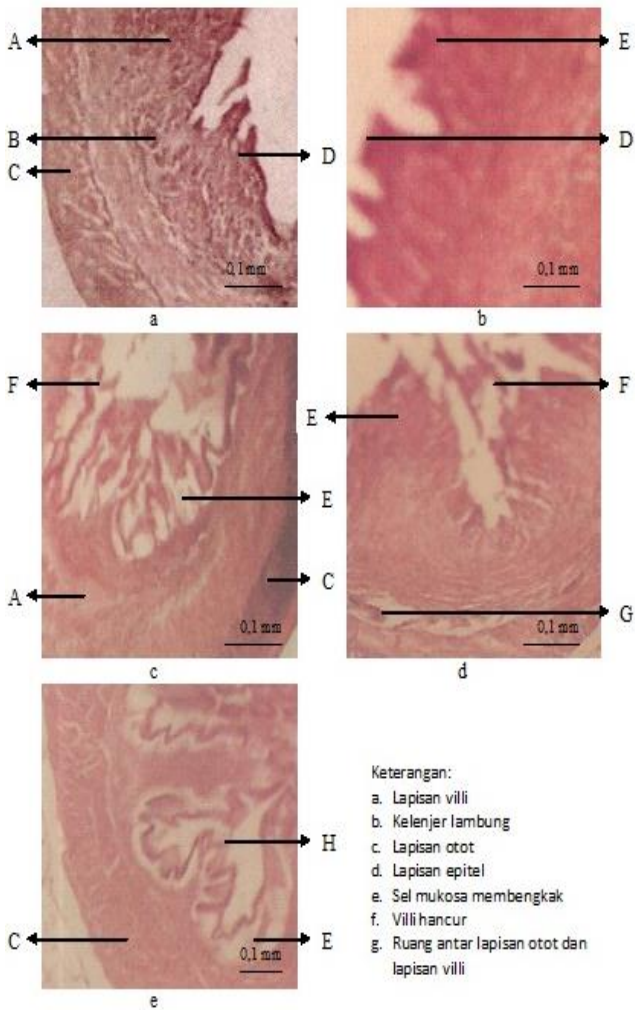 A
B
C
D
0,1 mm
a
E
D
0,1 mm
b
F
E
C
A
0,1 mm
c
F
E
G
0,1 mm
d
H
C
E
0,1 mm
e
Keterangan:
a. Lapisan villi
b. Kelenjer lambung
c. Lapisan otot
d. Lapisan epitel
e. Sel mukosa membengkak
f. Villi hancur
g. Ruang antar lapisan otot dan
lapisan villi